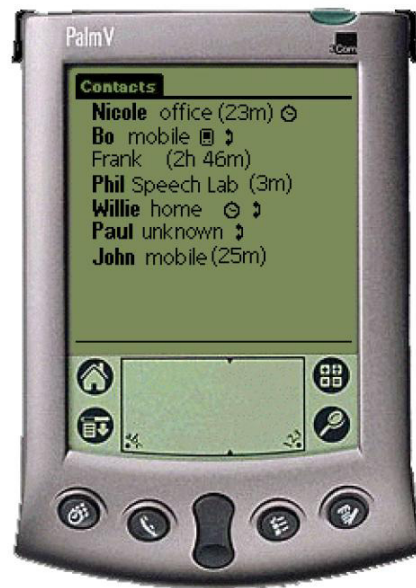 PalmV
3Com
Contacts
Nicole office (23m)
Bo mobile
Frank (2h 46m)
Phil Speech Lab (3m)
Willie home
Paul unknown
John mobile (25m)